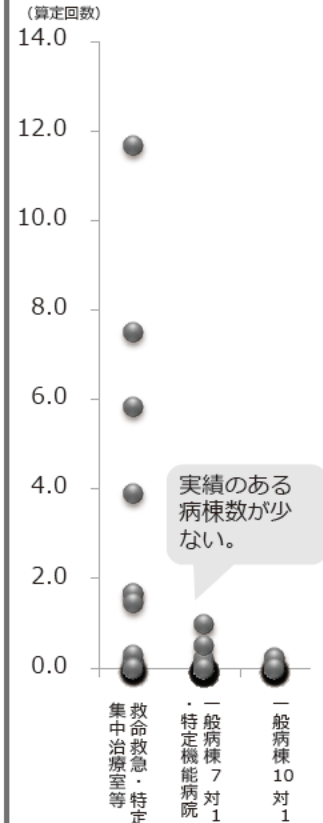 （算定回数）
14.0
12.0
10.0
8.0
6.0
4.0
2.0
0.0
実績のある
病棟数が少
ない。
救命救急・特定
集中治療室等
一般病棟７対１
・特定機能病院
一般病棟10対１